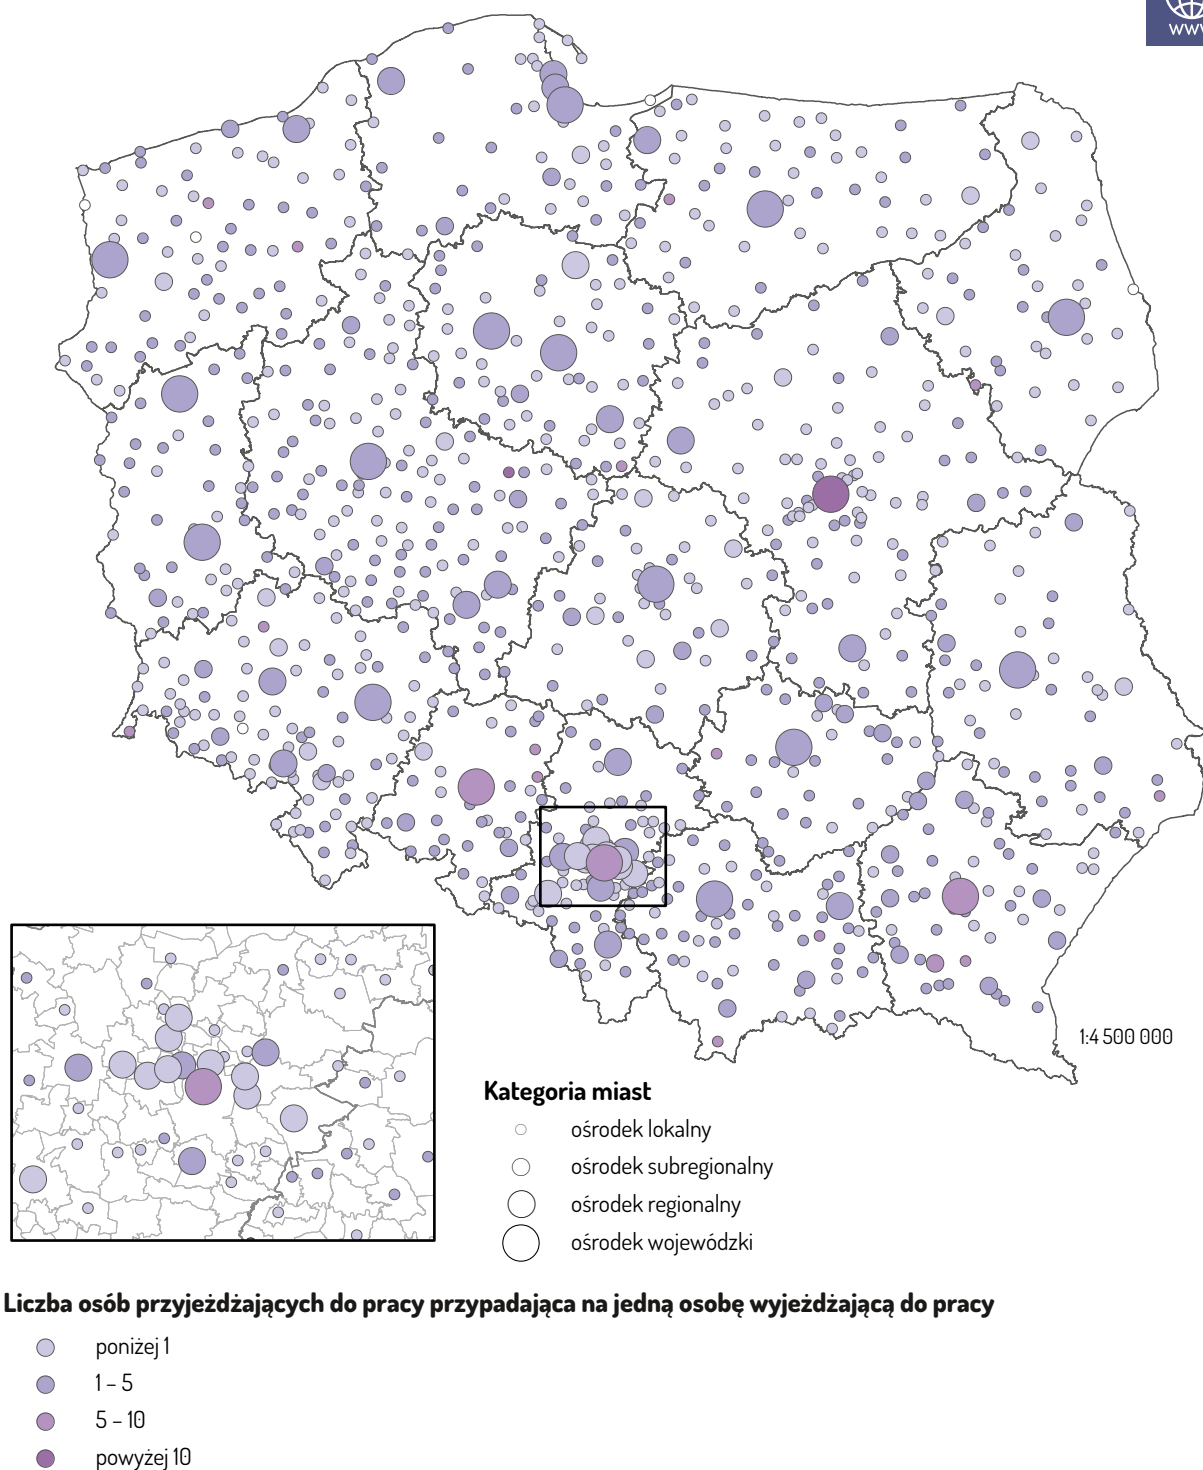 WWW
1:4 500 000
Kategoria miast
ośrodek lokalny
ośrodek subregionalny
ośrodek regionalny
ośrodek wojewódzki
Liczba osób przyjeżdżających do pracy przypadająca na jedną osobę wyjeżdżającą do pracy
poniżej 1
1 – 5
5 – 10
powyżej 10